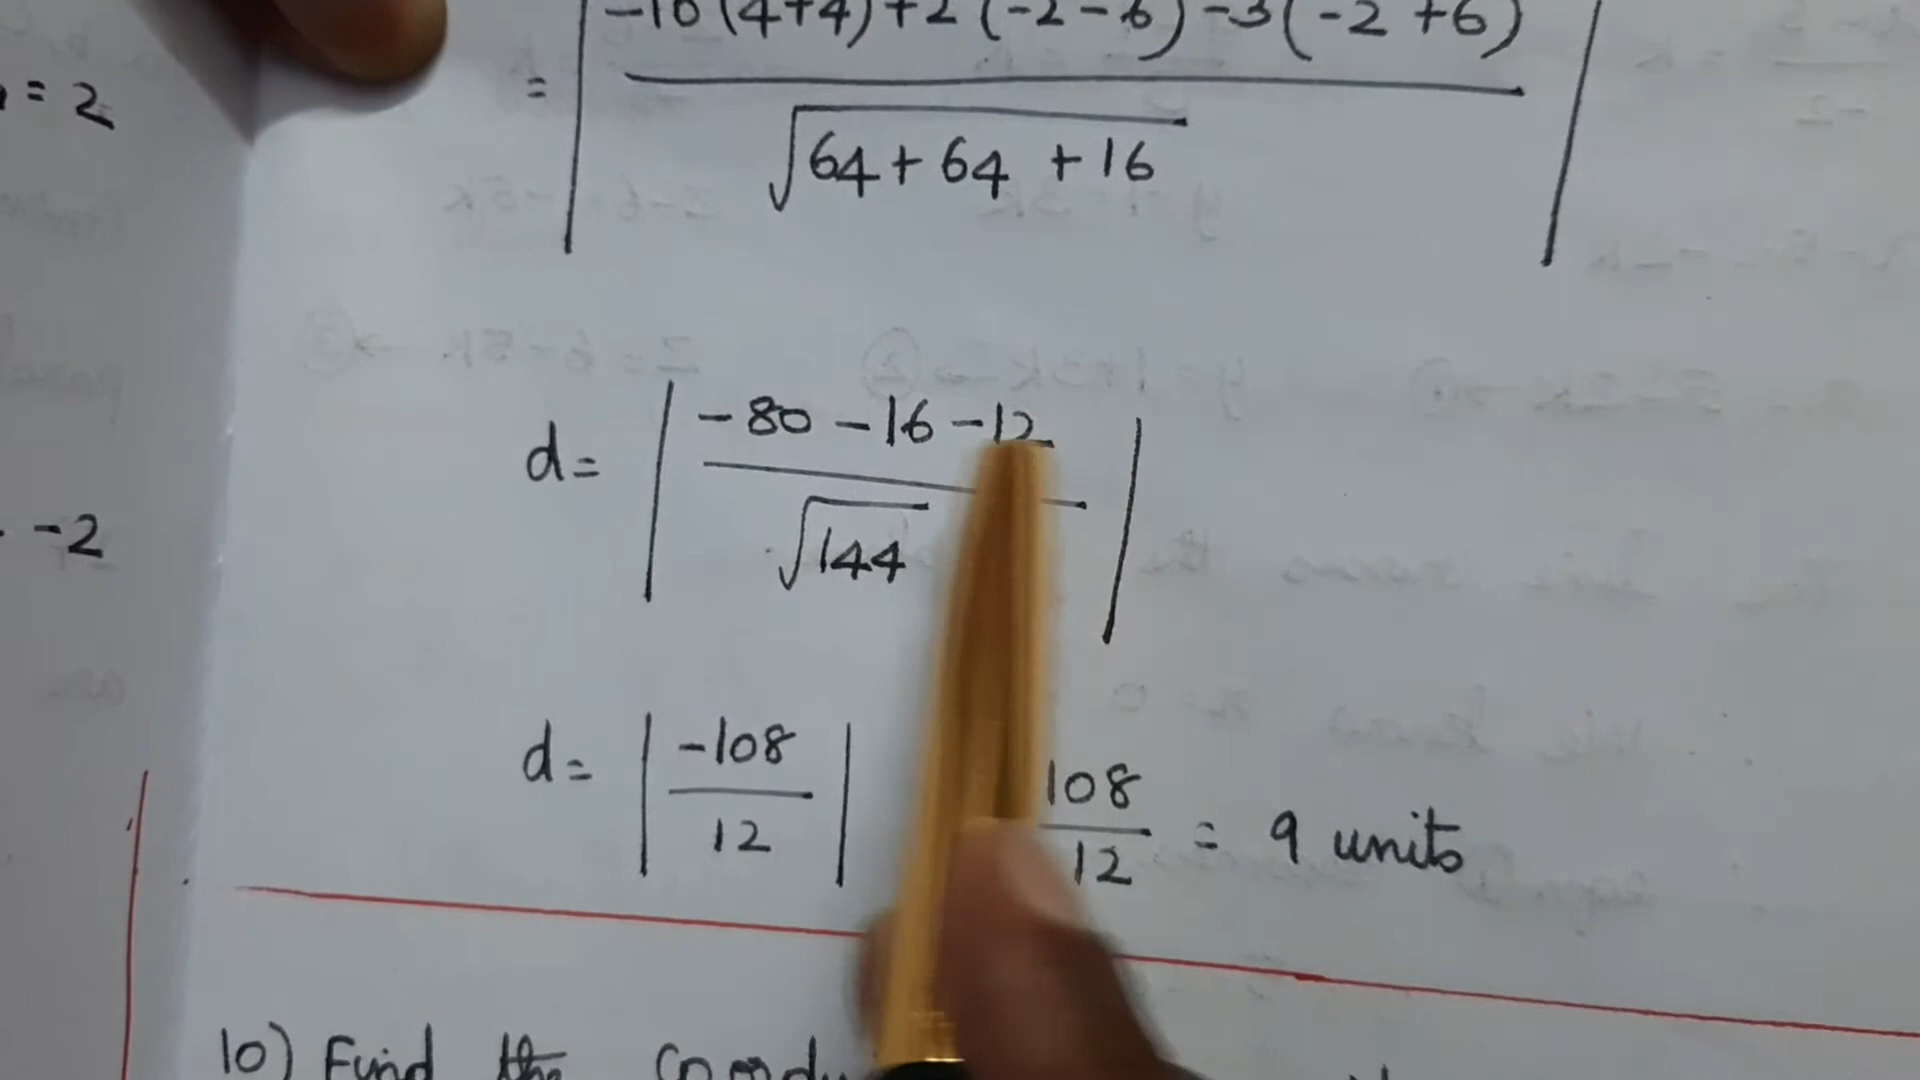 -10 (4+4) +2 (-2-6) -3 (-2 +6)
=
√64 + 64 + 16
= 2
d = | -80 -16 -12 |
√144
-2
d = | -108 | 108
12 12 = 9 units
10) Find the